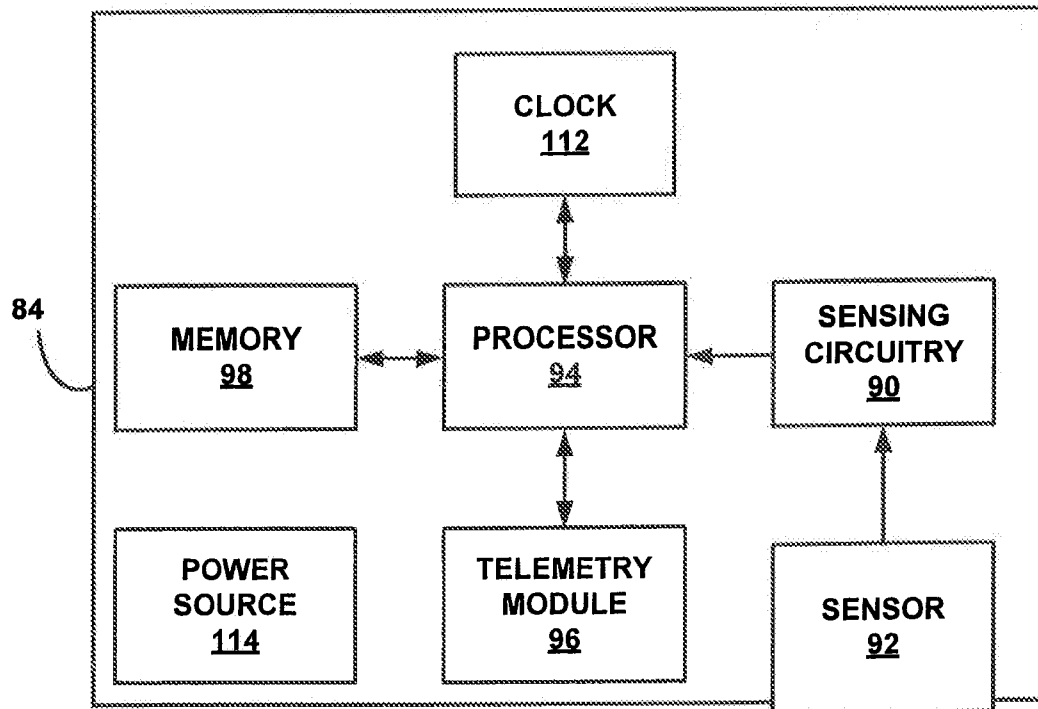 CLOCK
112
84
MEMORY
98
PROCESSOR
94
SENSING
CIRCUITRY
90
POWER
SOURCE
114
TELEMETRY
MODULE
96
SENSOR
92